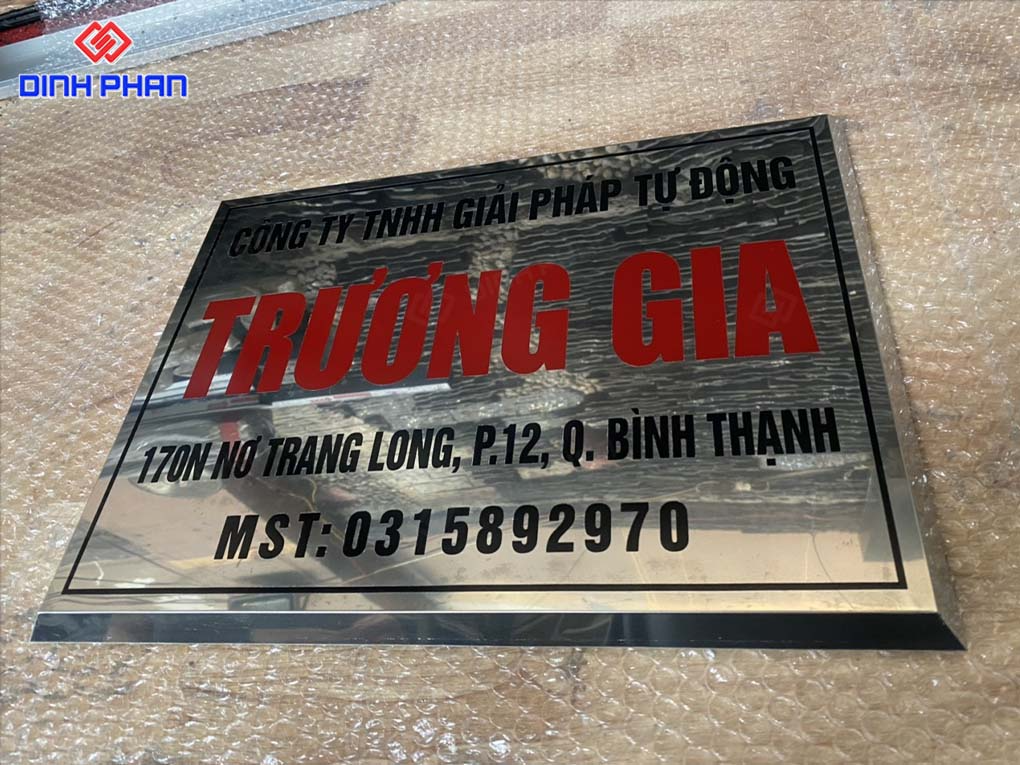 DINH PHAN
CÔNG TY TNHH GIẢI PHÁP TỰ ĐỘNG
TRƯƠNG GIA
170N NƠ TRANG LONG, P.12, Q. BÌNH THẠNH
MST: 0315892970